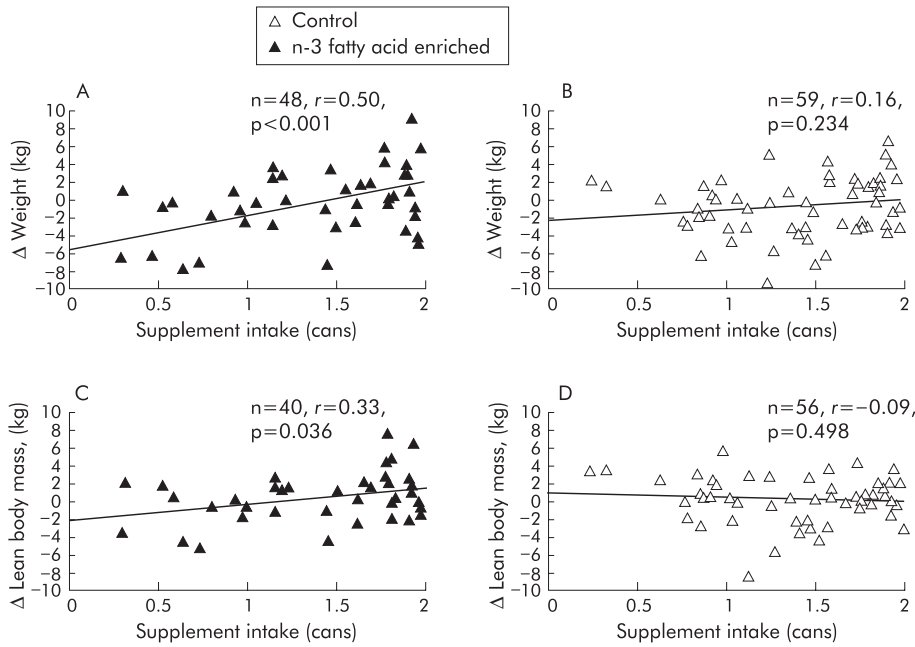 Control
n-3 fatty acid enriched
A
n=48, r=0.50,
p<0.001
10
8
6
4
2
0
−2
−4
−6
−8
−10
Δ Weight (kg)
0 0.5 1 1.5 2
Supplement intake (cans)
B
n=59, r=0.16,
p=0.234
10
8
6
4
2
0
−2
−4
−6
−8
−10
Δ Weight (kg)
0 0.5 1 1.5 2
Supplement intake (cans)
C
n=40, r=0.33,
p=0.036
10
8
6
4
2
0
−2
−4
−6
−8
−10
Δ Lean body mass, (kg)
0 0.5 1 1.5 2
Supplement intake (cans)
D
n=56, r=−0.09,
p=0.498
10
8
6
4
2
0
−2
−4
−6
−8
−10
Δ Lean body mass, (kg)
0 0.5 1 1.5 2
Supplement intake (cans)